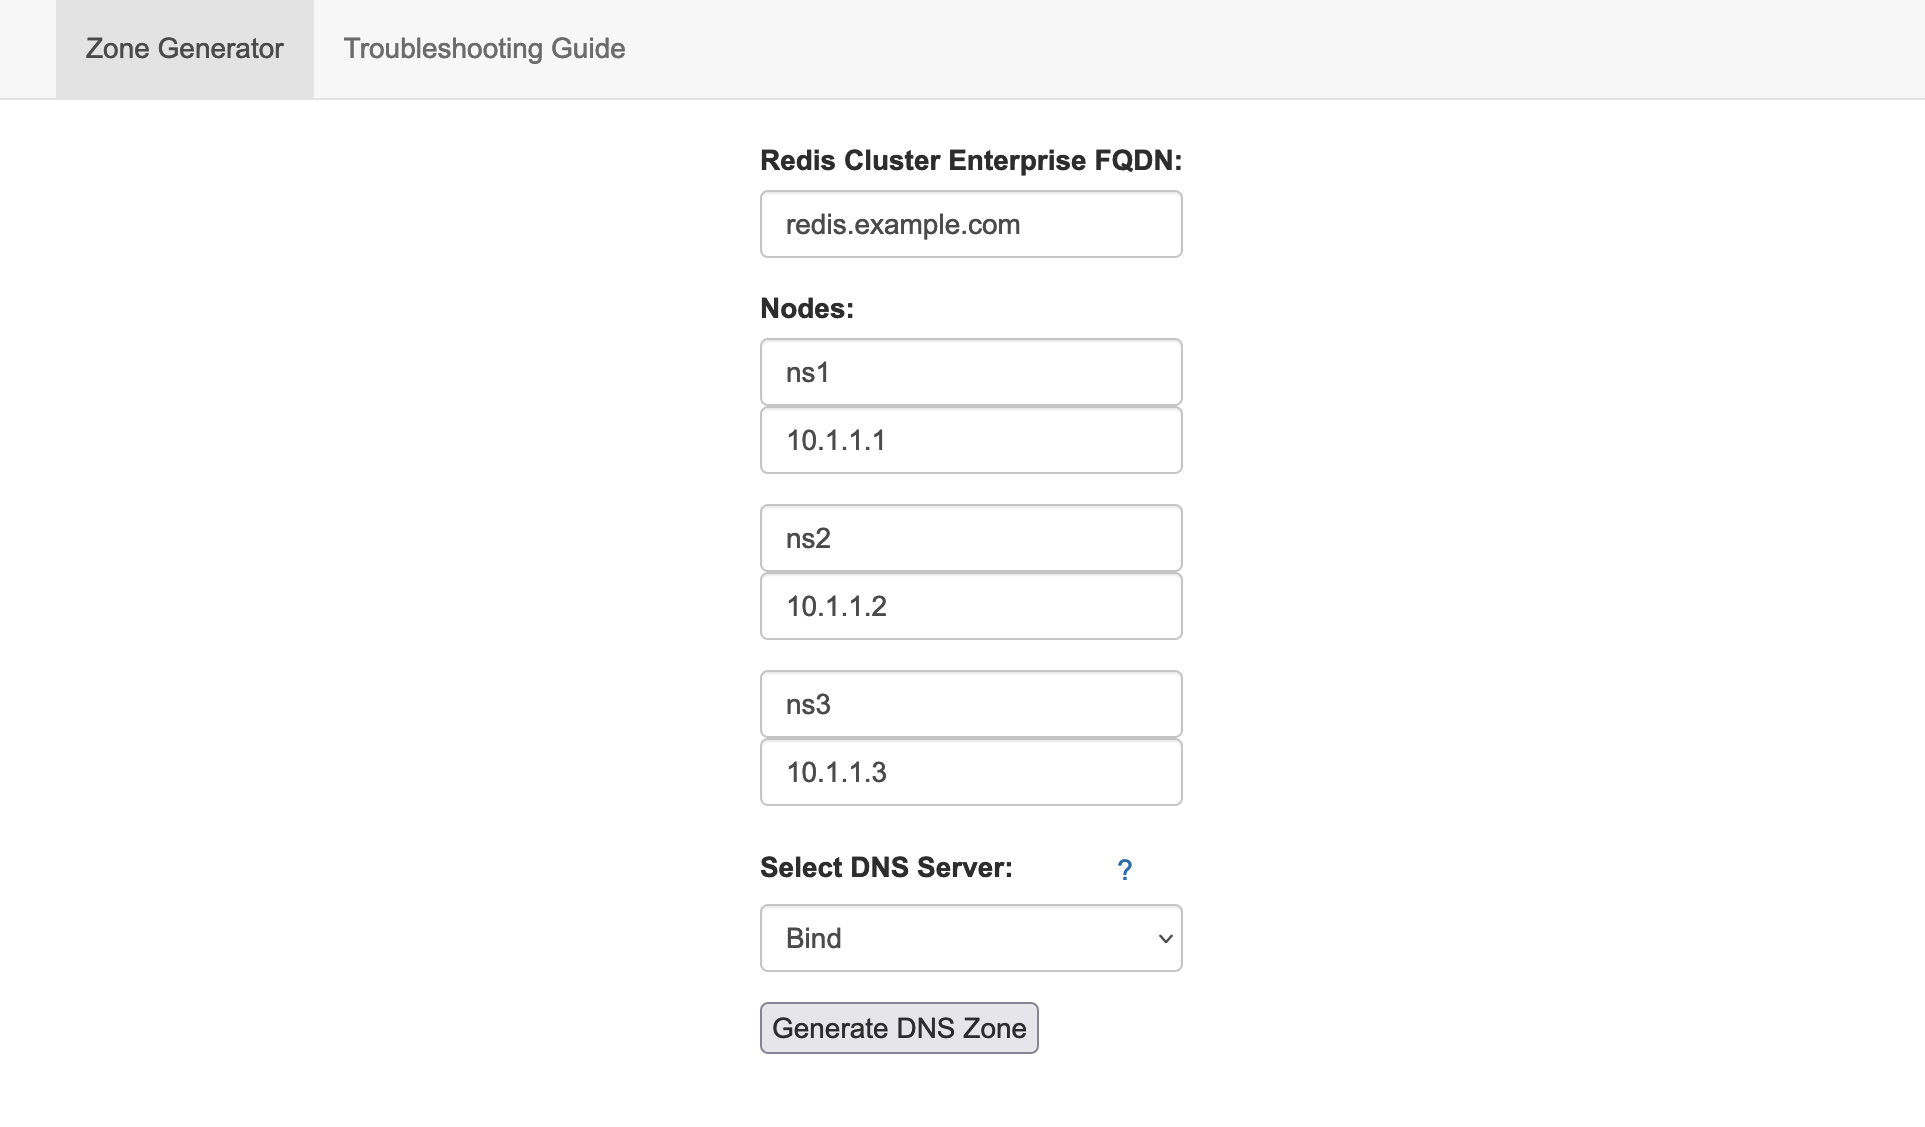 Zone Generator
Troubleshooting Guide
Redis Cluster Enterprise FQDN:
redis.example.com
Nodes:
ns1
10.1.1.1
ns2
10.1.1.2
ns3
10.1.1.3
Select DNS Server:
?
Bind
Generate DNS Zone